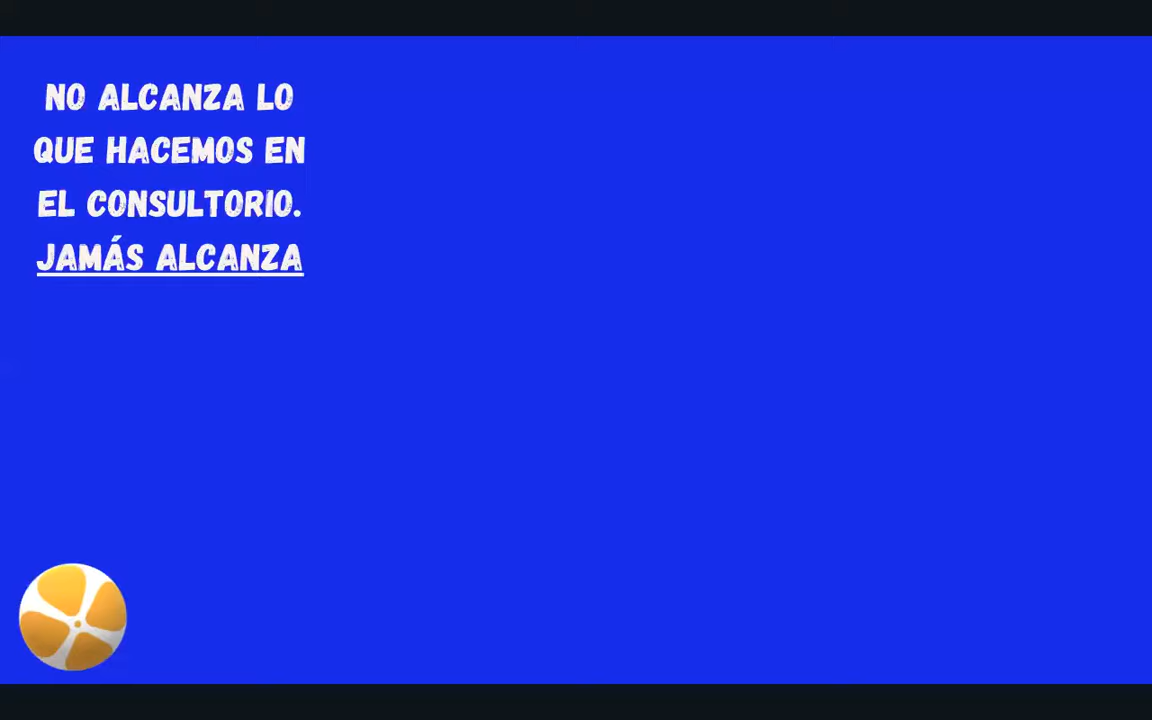 NO ALCANZA LO
QUE HACEMOS EN
EL CONSULTORIO.
JAMÁS ALCANZA